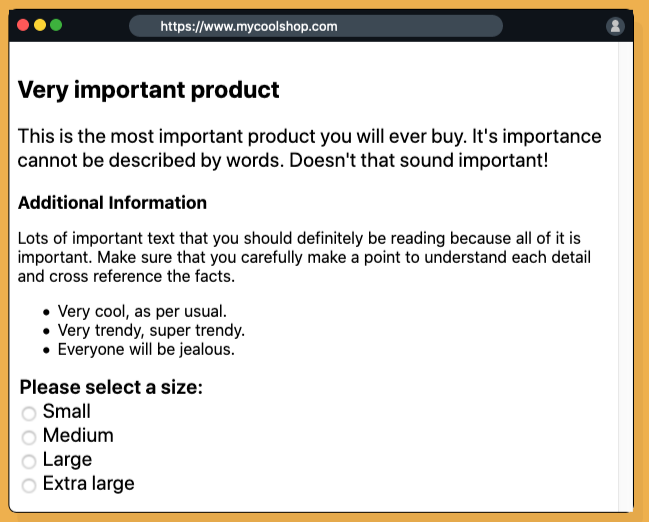 https://www.mycoolshop.com
Very important product
This is the most important product you will ever buy. It's importance
cannot be described by words. Doesn't that sound important!
Additional Information
Lots of important text that you should definitely be reading because all of it is
important. Make sure that you carefully make a point to understand each detail
and cross reference the facts.
• Very cool, as per usual.
• Very trendy, super trendy.
• Everyone will be jealous.
Please select a size:
Small
Medium
Large
Extra large